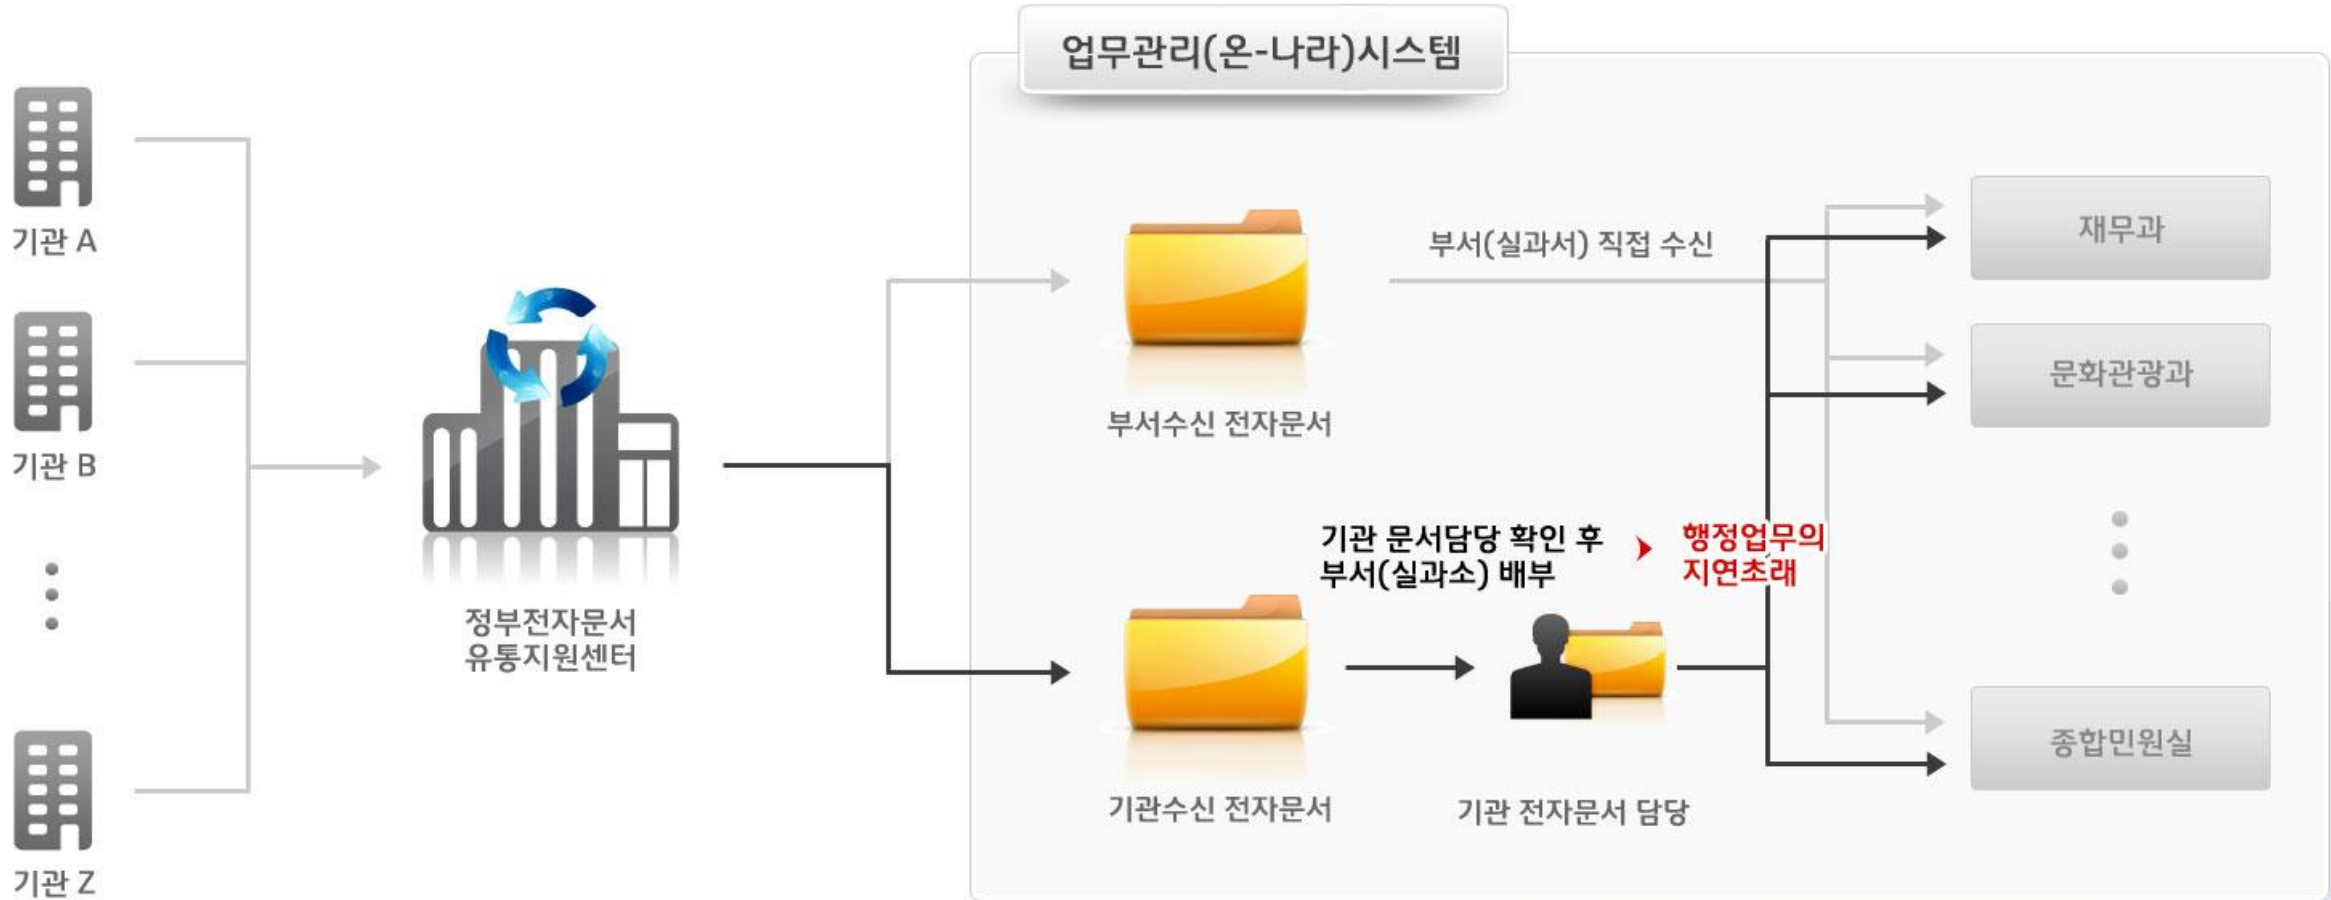 업무관리(온-나라)시스템
기관 A
기관 B
기관 Z
정부전자문서
유통지원센터
부서수신 전자문서
부서(실과서) 직접 수신
기관 문서담당 확인 후
부서(실과소) 배부
행정업무의
지연초래
기관수신 전자문서
기관 전자문서 담당
재무과
문화관광과
종합민원실